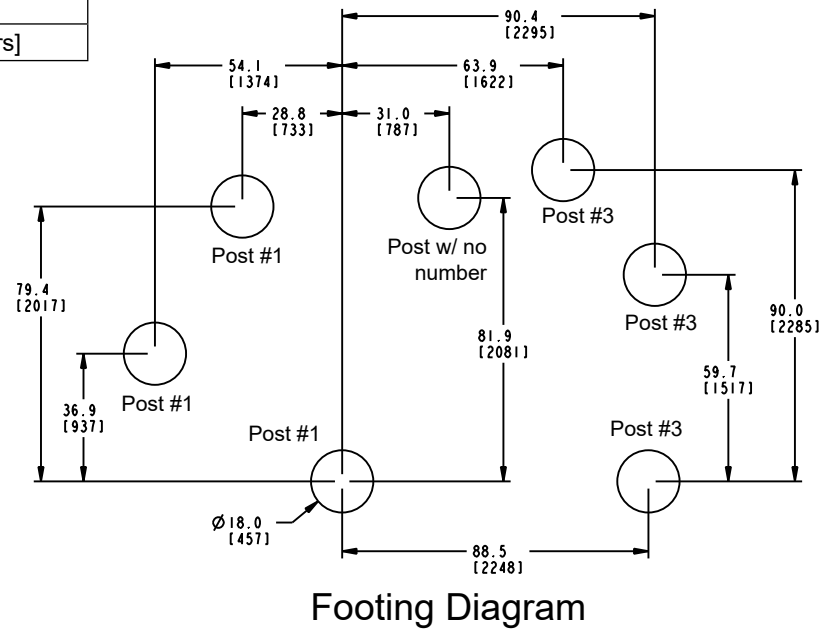 rs]
90.4
[2295]
54.1
[1374]
63.9
[1622]
28.8
[733]
31.0
[787]
Post #3
Post #1
Post w/ no
number
79.4
[2017]
Post #3
90.0
[2285]
81.9
[2081]
59.7
[1517]
Post #1
36.9
[937]
Post #1
Post #3
Ø18.0
[457]
88.5
[2248]
Footing Diagram